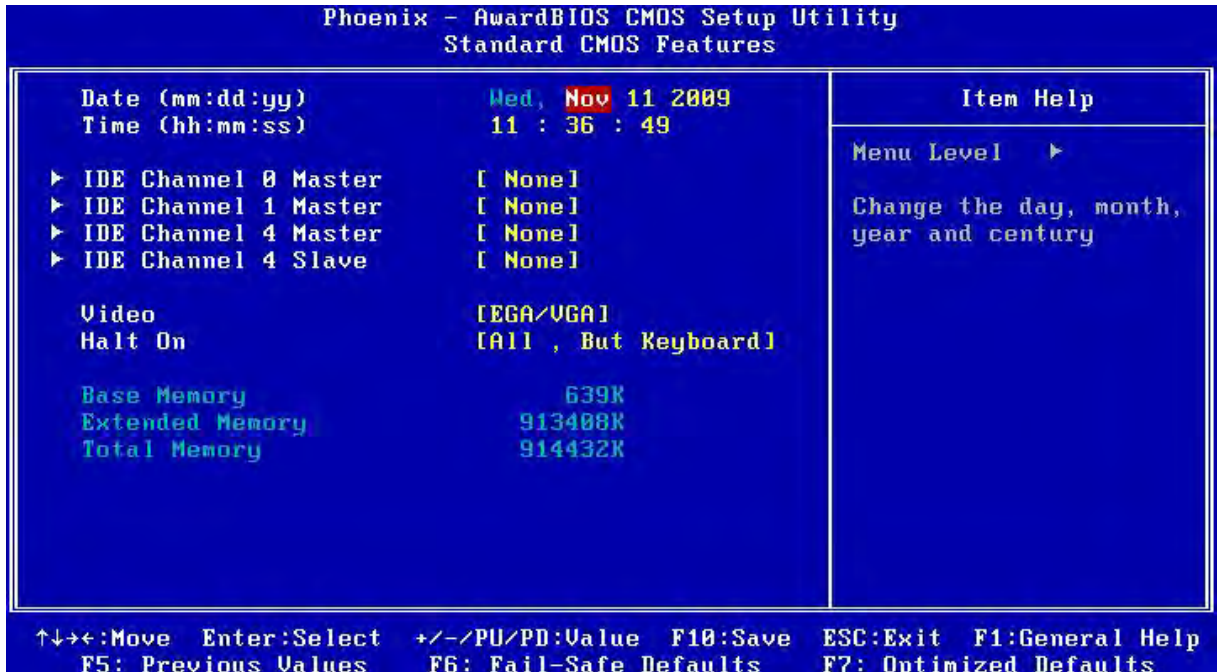 Phoenix - AwardBIOS CMOS Setup Utility
Standard CMOS Features
Date (mm:dd:yy) Wed, Nov 11 2009
Time (hh:mm:ss) 11 : 36 : 49
► IDE Channel 0 Master [ None]
► IDE Channel 1 Master [ None]
► IDE Channel 4 Master [ None]
► IDE Channel 4 Slave [ None]
Video [EGA/VGA]
Halt On [All , But Keyboard]
Base Memory 639K
Extended Memory 913408K
Total Memory 914432K
Item Help
Menu Level ►
Change the day, month,
year and century
↑↓→←:Move Enter:Select +/-/PU/PD:Value F10:Save ESC:Exit F1:General Help
F5: Previous Values F6: Fail-Safe Defaults F7: Optimized Defaults